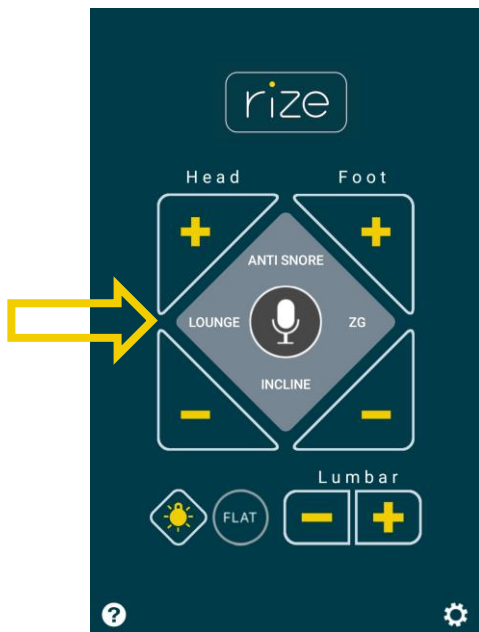 rize
Head Foot
ANTI SNORE
LOUNGE ZG
INCLINE
Lumbar
FLAT
?